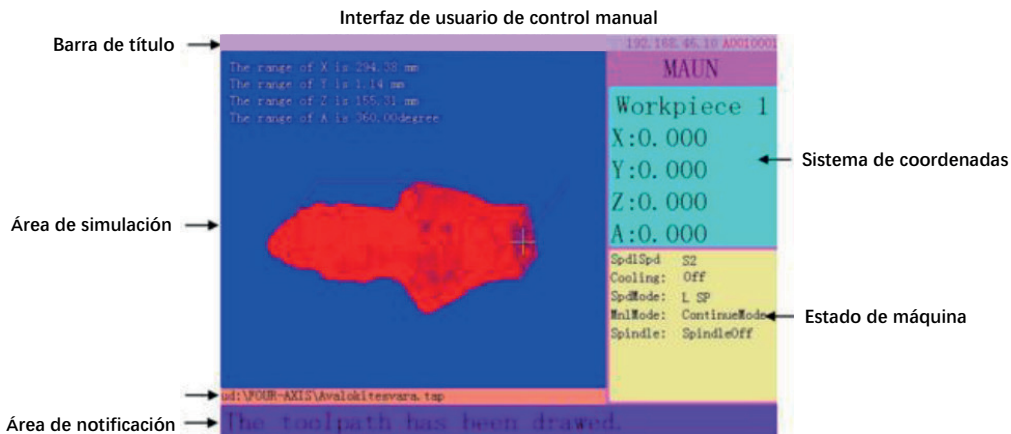 Interfaz de usuario de control manual
Barra de título
192.168.46.10 A0010001
The range of X is 294.38 mm
The range of Y is 1.14 mm
The range of Z is 155.31 mm
The range of A is 360.00degree
MAUN
Workpiece 1
X:0.000
Y:0.000
Z:0.000
A:0.000
Sistema de coordenadas
Área de simulación
SpdlSpd S2
Cooling: Off
SpdMode: L SP
MnlMode: ContinueMode
Spindle: SpindleOff
Estado de máquina
ud:\FOUR-AXIS\Avalokitesvara.tap
Área de notificación
The toolpath has been drawed.